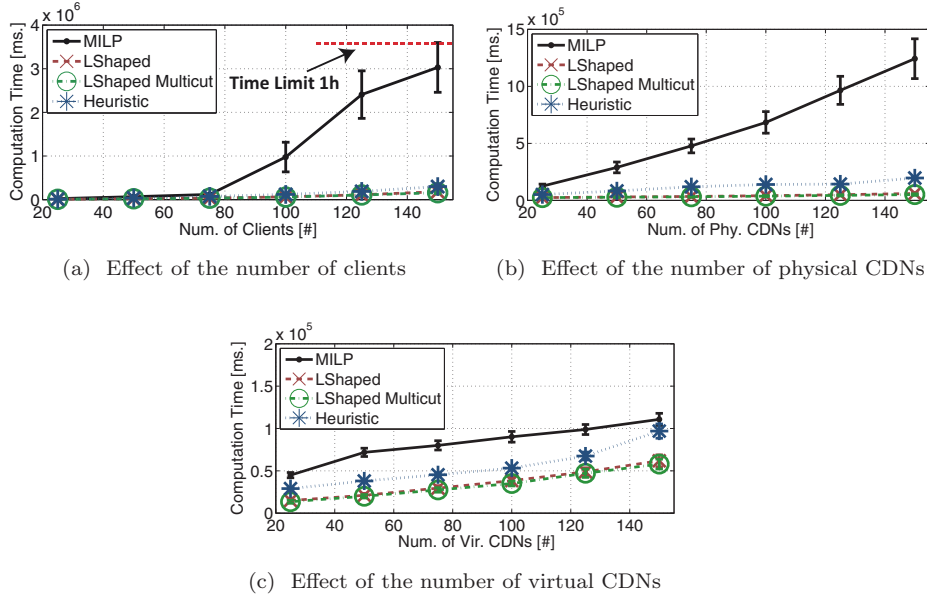 x 10^6
4
3
2
1
0
20
40
60
80
100
120
140
Computation Time [ms.]
Num. of Clients [#]
MILP
LShaped
LShaped Multicut
Heuristic
Time Limit 1h
(a) Effect of the number of clients
x 10^5
15
10
5
0
20
40
60
80
100
120
140
Computation Time [ms.]
Num. of Phy. CDNs [#]
MILP
LShaped
LShaped Multicut
Heuristic
(b) Effect of the number of physical CDNs
x 10^5
2
1.5
1
0.5
0
20
40
60
80
100
120
140
Computation Time [ms.]
Num. of Vir. CDNs [#]
MILP
LShaped
LShaped Multicut
Heuristic
(c) Effect of the number of virtual CDNs